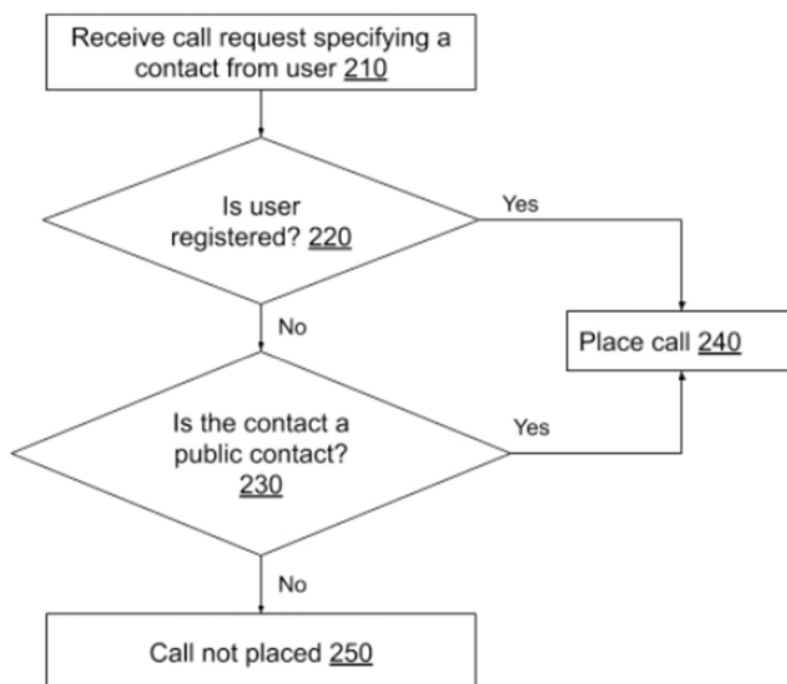 Receive call request specifying a
contact from user 210
Is user
registered? 220
Yes
No
Place call 240
Is the contact a
public contact?
230
Yes
No
Call not placed 250